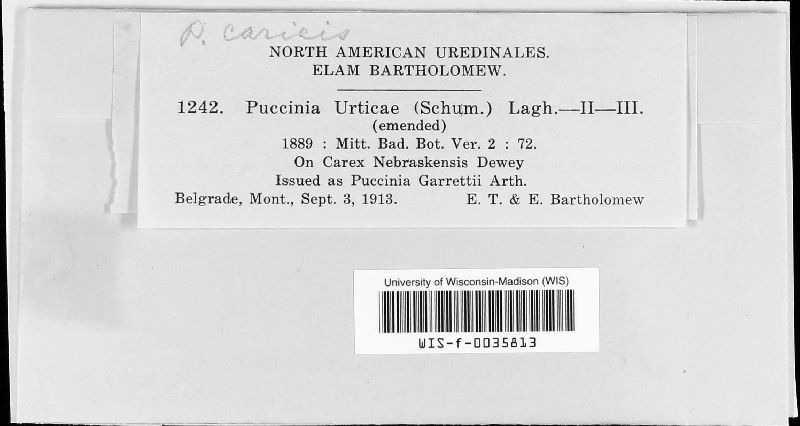 P. caricis
NORTH AMERICAN UREDINALES.
ELAM BARTHOLOMEW.
1242. Puccinia Urticae (Schum.) Lagh.—II—III.
(emended)
1889 : Mitt. Bad. Bot. Ver. 2 : 72.
On Carex Nebraskensis Dewey
Issued as Puccinia Garrettii Arth.
Belgrade, Mont., Sept. 3, 1913. E. T. & E. Bartholomew
University of Wisconsin-Madison (WIS)
WIS-f-0035813